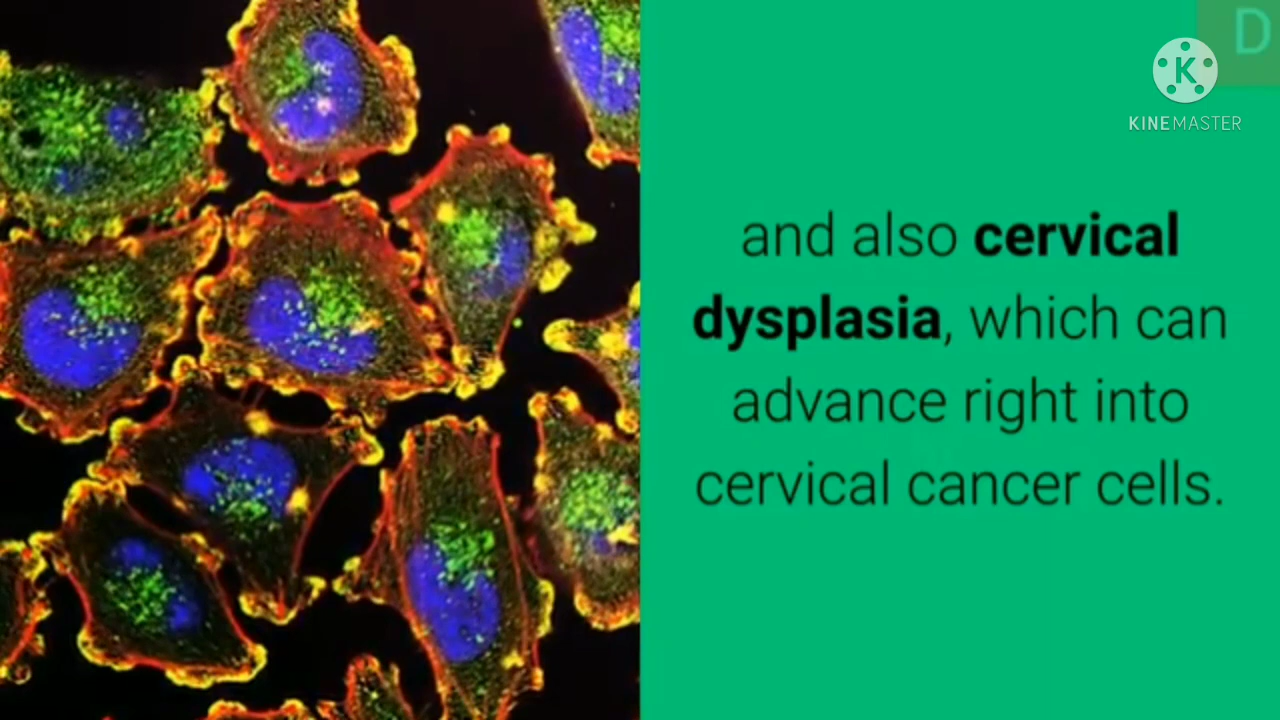 D
KINEMASTER
and also cervical
dysplasia, which can
advance right into
cervical cancer cells.